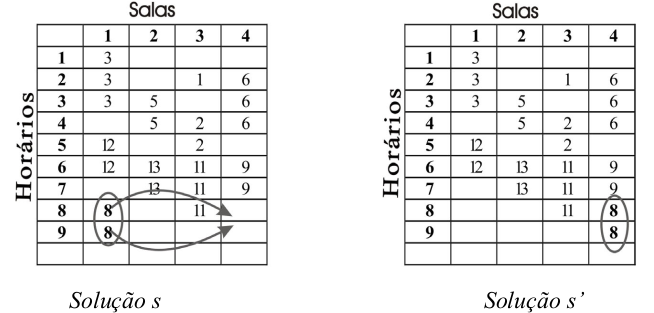 Salas
1 2 3 4
Horários
1 3
2 3 1 6
3 3 5 6
4 5 2 6
5 12 2
6 12 13 11 9
7 13 11 9
8 8 11
9 8
Solução s
Salas
1 2 3 4
Horários
1 3
2 3 1 6
3 3 5 6
4 5 2 6
5 12 2
6 12 13 11 9
7 13 11 9
8 11 8
9 8
Solução s’